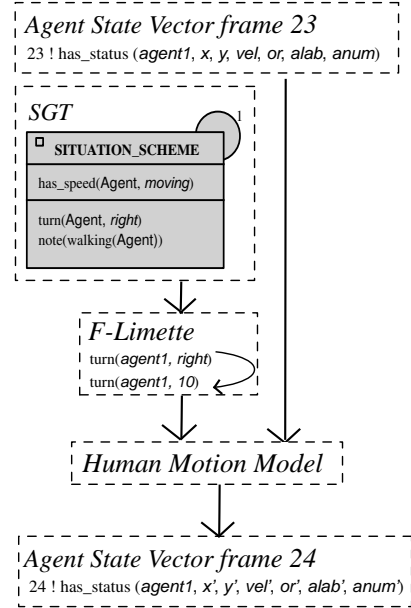 Agent State Vector frame 23
23 ! has_status (agent1, x, y, vel, or, alab, anum)
SGT
1
SITUATION_SCHEME
has_speed(Agent, moving)
turn(Agent, right)
note(walking(Agent))
F-Limette
turn(agent1, right)
turn(agent1, 10)
Human Motion Model
Agent State Vector frame 24
24 ! has_status (agent1, x’, y’, vel’, or’, alab’, anum’)